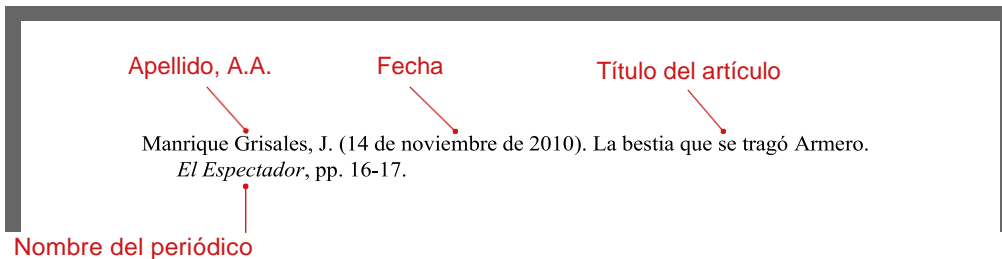 Apellido, A.A. Fecha Título del artículo
Manrique Grisales, J. (14 de noviembre de 2010). La bestia que se tragó Armero.
El Espectador, pp. 16-17.
Nombre del periódico